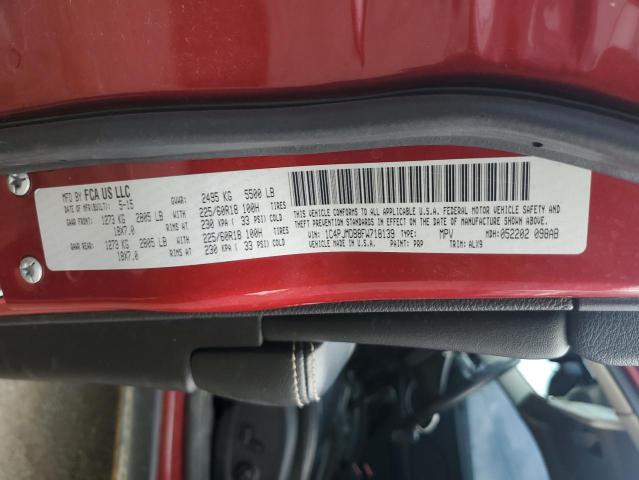 MFD BY FCA US LLC
DATE OF MFR(BUILT): 5-15
GVWR: 2495 KG 5500 LB
GAWR FRONT: 1273 KG 2805 LB WITH 225/60R18 100H TIRES
18X7.0 RIMS AT 230 KPA ( 33 PSI) COLD
GAWR REAR: 1273 KG 2805 LB WITH 225/60R18 100H TIRES
18X7.0 RIMS AT 230 KPA ( 33 PSI) COLD
THIS VEHICLE CONFORMS TO ALL APPLICABLE U.S.A. FEDERAL MOTOR VEHICLE SAFETY AND
THEFT PREVENTION STANDARDS IN EFFECT ON THE DATE OF MANUFACTURE SHOWN ABOVE.
VIN: 1C4PJMDB8FW718139 TYPE: MPV MDH: 052202 098AB
VEHICLE MADE IN U.S.A. PAINT: PRP TRIM: ALX9